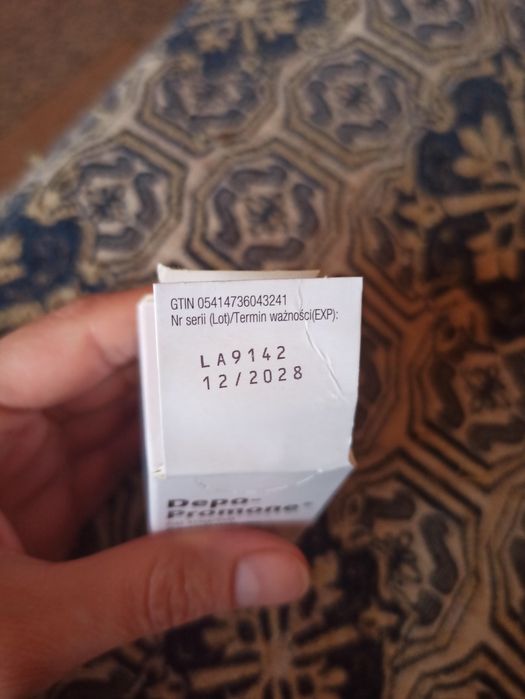 GTIN 05414736043241
Nr serii (Lot)/Termin ważności(EXP):
LA9142
12/2028
Depo-
Promone